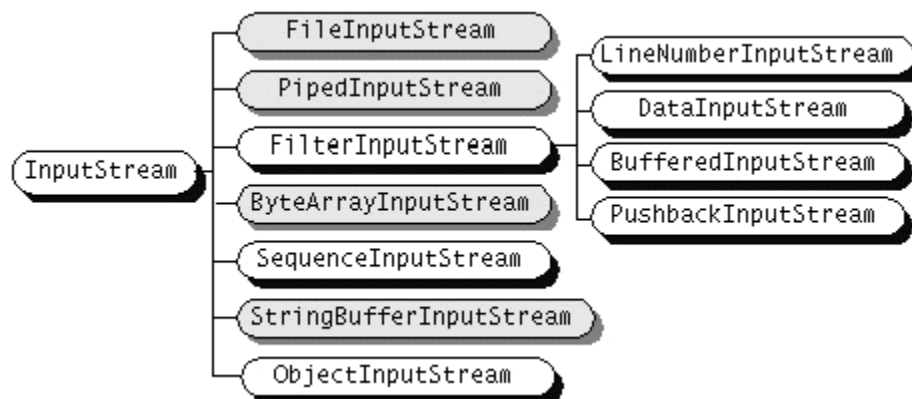 InputStream
FileInputStream
PipedInputStream
FilterInputStream
ByteArrayInputStream
SequenceInputStream
StringBufferInputStream
ObjectInputStream
LineNumberInputStream
DataInputStream
BufferedInputStream
PushbackInputStream